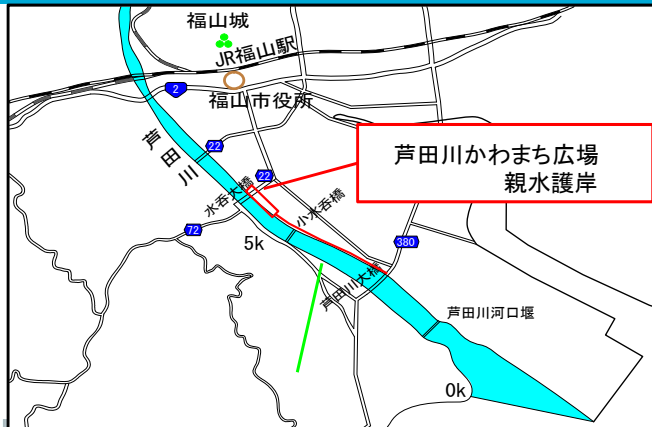 福山城
JR福山駅
2
福山市役所
芦田川
22
芦田川かわまち広場
親水護岸
22
水呑大橋
小水呑橋
72
5k
380
芦田川大橋
芦田川河口堰
0k